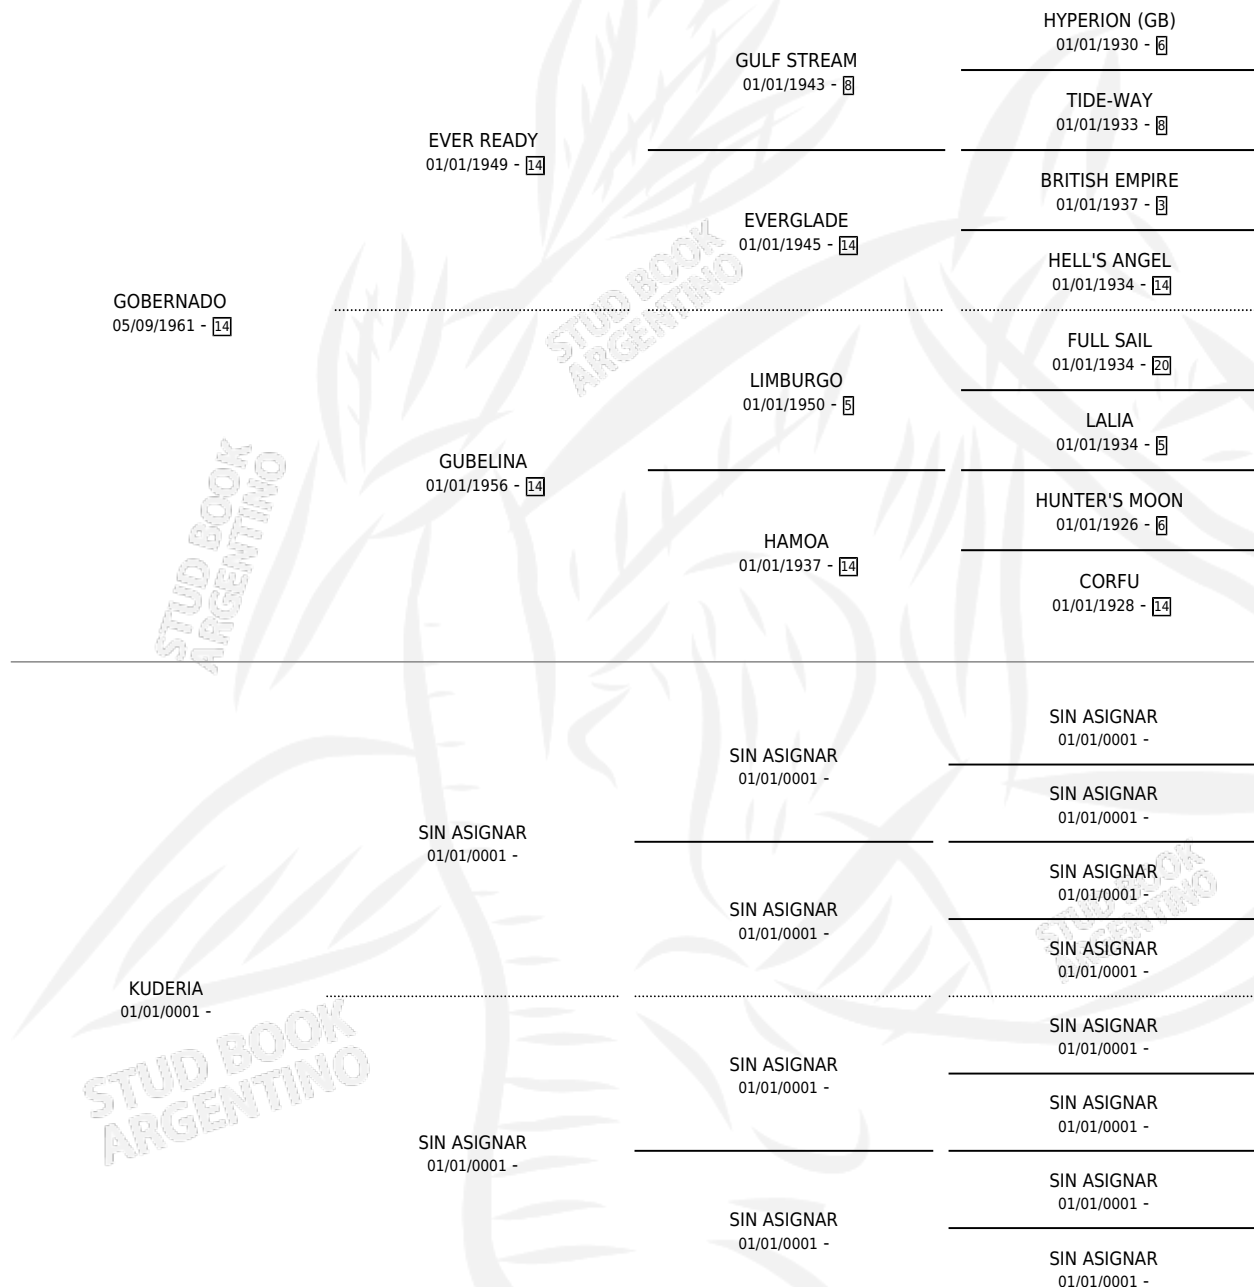 HYPERION (GB)
01/01/1930 - 6
GULF STREAM
01/01/1943 - 8
TIDE-WAY
01/01/1933 - 8
EVER READY
01/01/1949 - 14
BRITISH EMPIRE
01/01/1937 - 3
EVERGLADE
01/01/1945 - 14
HELL'S ANGEL
01/01/1934 - 14
GOBERNADO
05/09/1961 - 14
FULL SAIL
01/01/1934 - 20
LIMBURGO
01/01/1950 - 5
LALIA
01/01/1934 - 5
GUBELINA
01/01/1956 - 14
HUNTER'S MOON
01/01/1926 - 6
HAMOA
01/01/1937 - 14
CORFU
01/01/1928 - 14
STUD BOOK
ARGENTINO
STUD BOOK
ARGENTINO
SIN ASIGNAR
01/01/0001 -
SIN ASIGNAR
01/01/0001 -
SIN ASIGNAR
01/01/0001 -
SIN ASIGNAR
01/01/0001 -
SIN ASIGNAR
01/01/0001 -
SIN ASIGNAR
01/01/0001 -
SIN ASIGNAR
01/01/0001 -
KUDERIA
01/01/0001 -
SIN ASIGNAR
01/01/0001 -
SIN ASIGNAR
01/01/0001 -
SIN ASIGNAR
01/01/0001 -
SIN ASIGNAR
01/01/0001 -
SIN ASIGNAR
01/01/0001 -
SIN ASIGNAR
01/01/0001 -
SIN ASIGNAR
01/01/0001 -
STUD BOOK
ARGENTINO
STUD BOOK
ARGENTINO